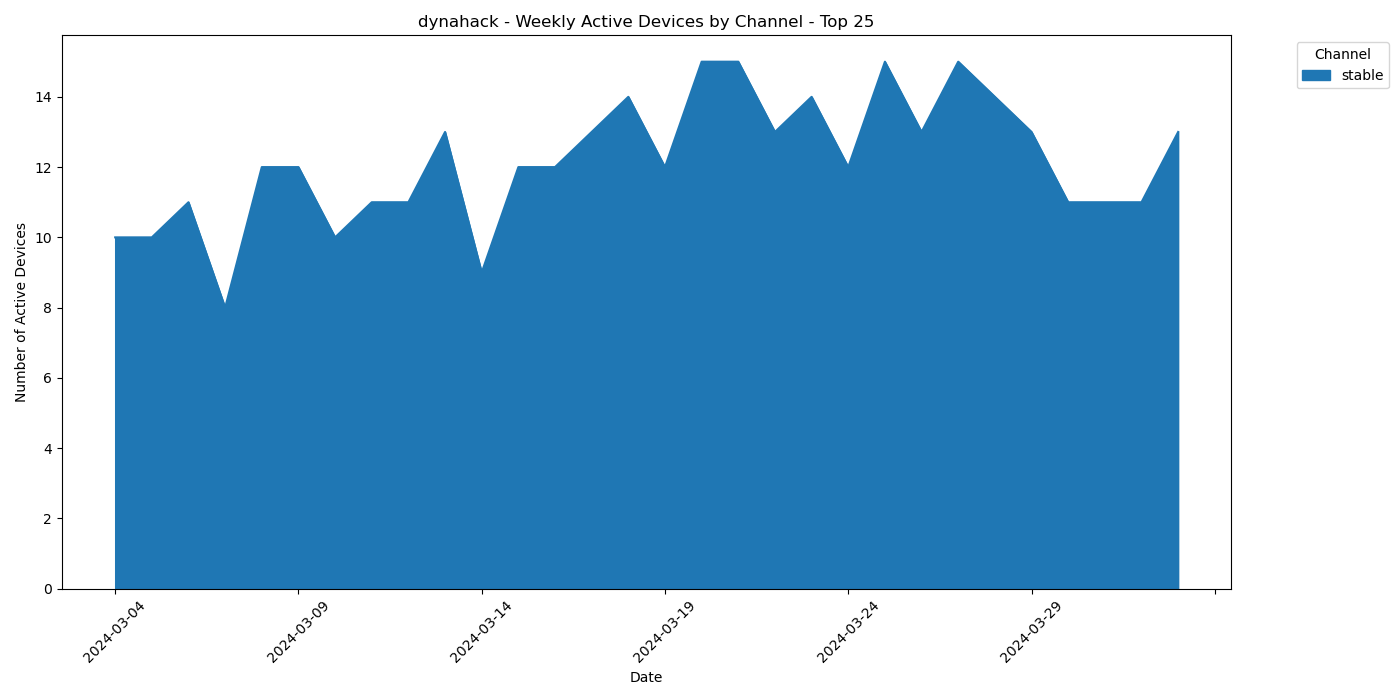 dynahack - Weekly Active Devices by Channel - Top 25
Channel
stable
Number of Active Devices
14
12
10
8
6
4
2
0
2024-03-04
2024-03-09
2024-03-14
2024-03-19
2024-03-24
2024-03-29
Date